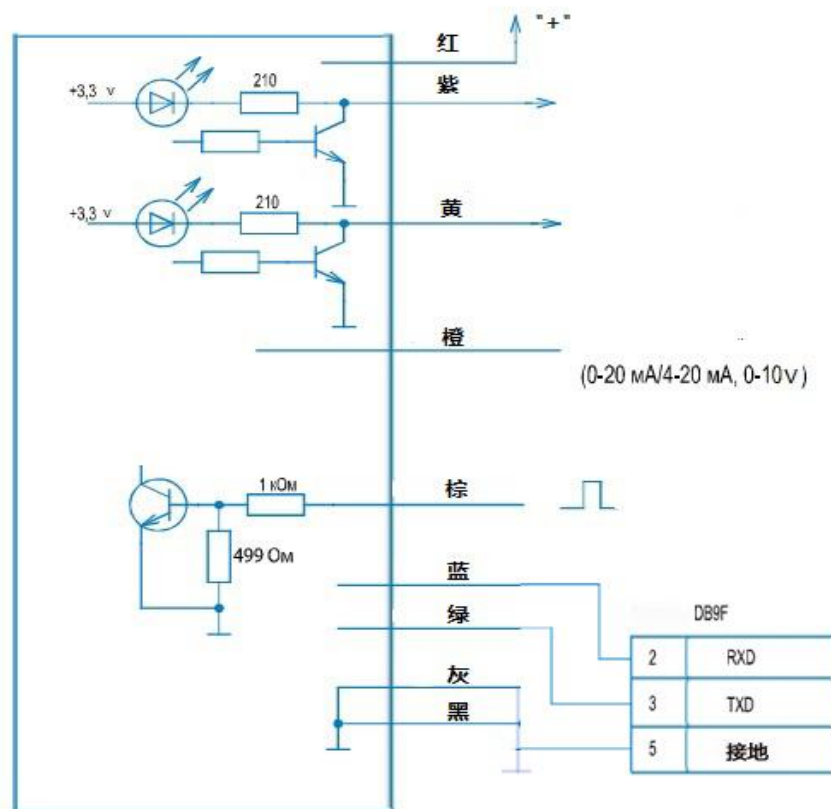 红
"+"
+3,3 v
210
紫
+3,3 v
210
黄
橙
(0-20 мА/4-20 мА, 0-10v)
1 кОм
棕
499 Ом
蓝
绿
DB9F
2 RXD
灰
3 TXD
黑
5 接地